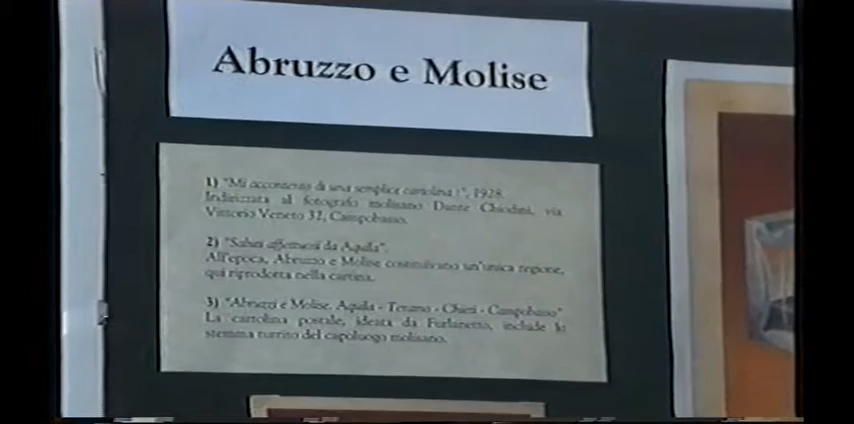 Abruzzo e Molise
1) "Mi accontento di una semplice cartolina !", 1928.
Indirizzata al fotografo molisano Dante Chiodini, via
Vittorio Veneto 32, Campobasso.
2) "Saluti affettuosi da Aquila".
All'epoca, Abruzzo e Molise costituivano un'unica regione,
qui riprodotta nella cartina.
3) "Abruzzi e Molise. Aquila - Teramo - Chieti - Campobasso"
La cartolina postale, ideata da Furlanetto, include lo
stemma turrito del capoluogo molisano.